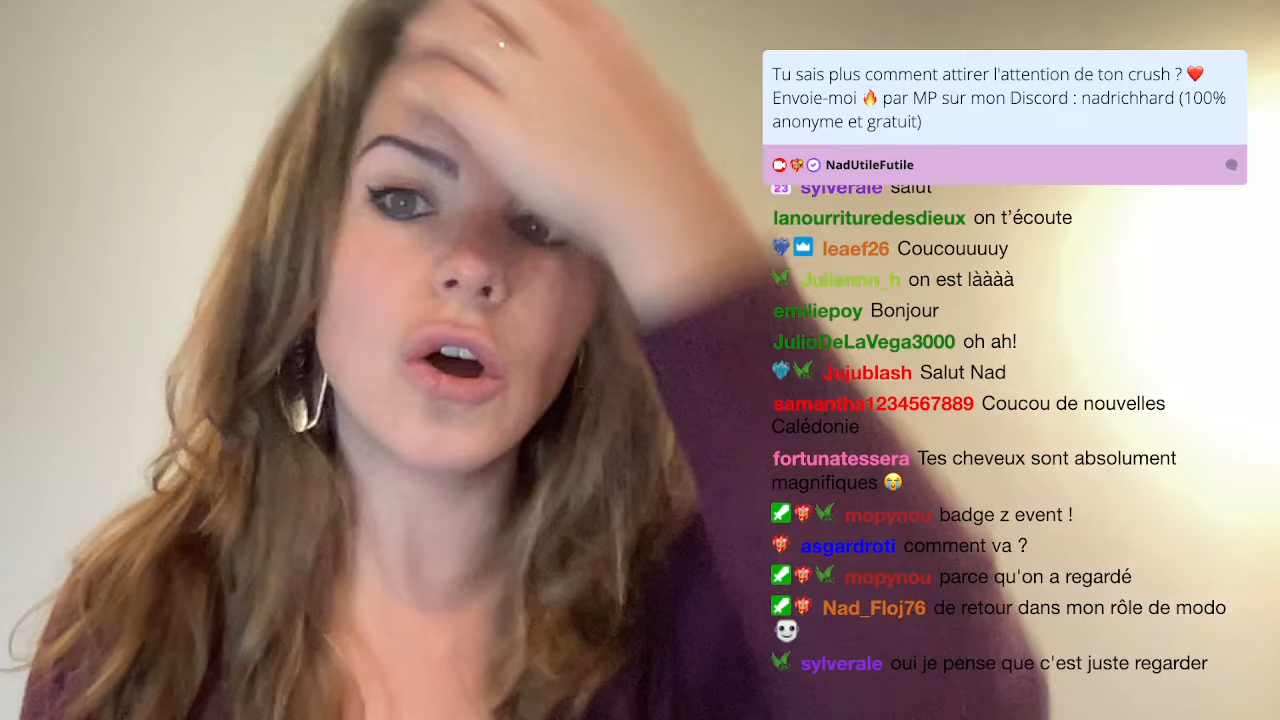 Tu sais plus comment attirer l'attention de ton crush ? ❤️
Envoie-moi 🔥 par MP sur mon Discord : nadrichhard (100%
anonyme et gratuit)
NadUtileFutile
23 sylverale salut
lanourrituredesdieux on t'écoute
leaef26 Coucouuuuy
Juliennn_h on est làààà
emiliepoy Bonjour
JulioDeLaVega3000 oh ah!
Jujublash Salut Nad
samantha1234567889 Coucou de nouvelles
Calédonie
fortunatessera Tes cheveux sont absolument
magnifiques 😭
mopynou badge z event !
asgardroti comment va ?
mopynou parce qu'on a regardé
Nad_Floj76 de retour dans mon rôle de modo
sylverale oui je pense que c'est juste regarder